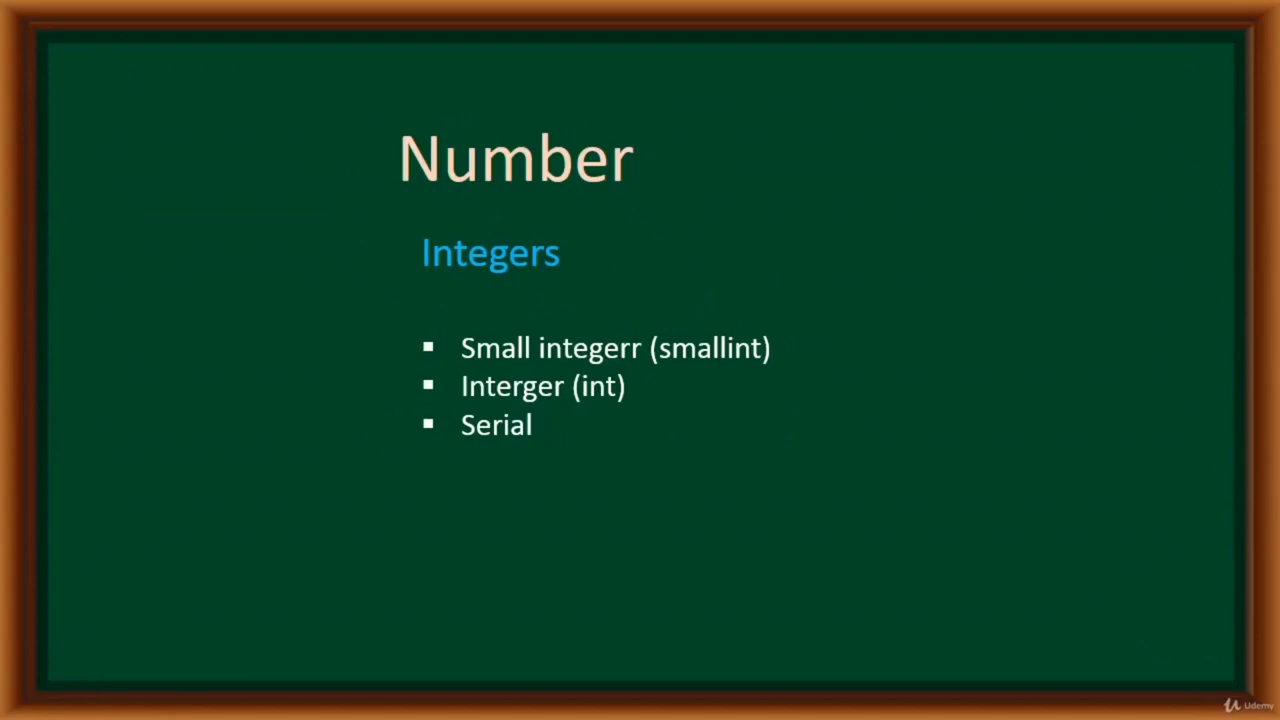 Number
Integers
▪ Small integerr (smallint)
▪ Interger (int)
▪ Serial
Udemy